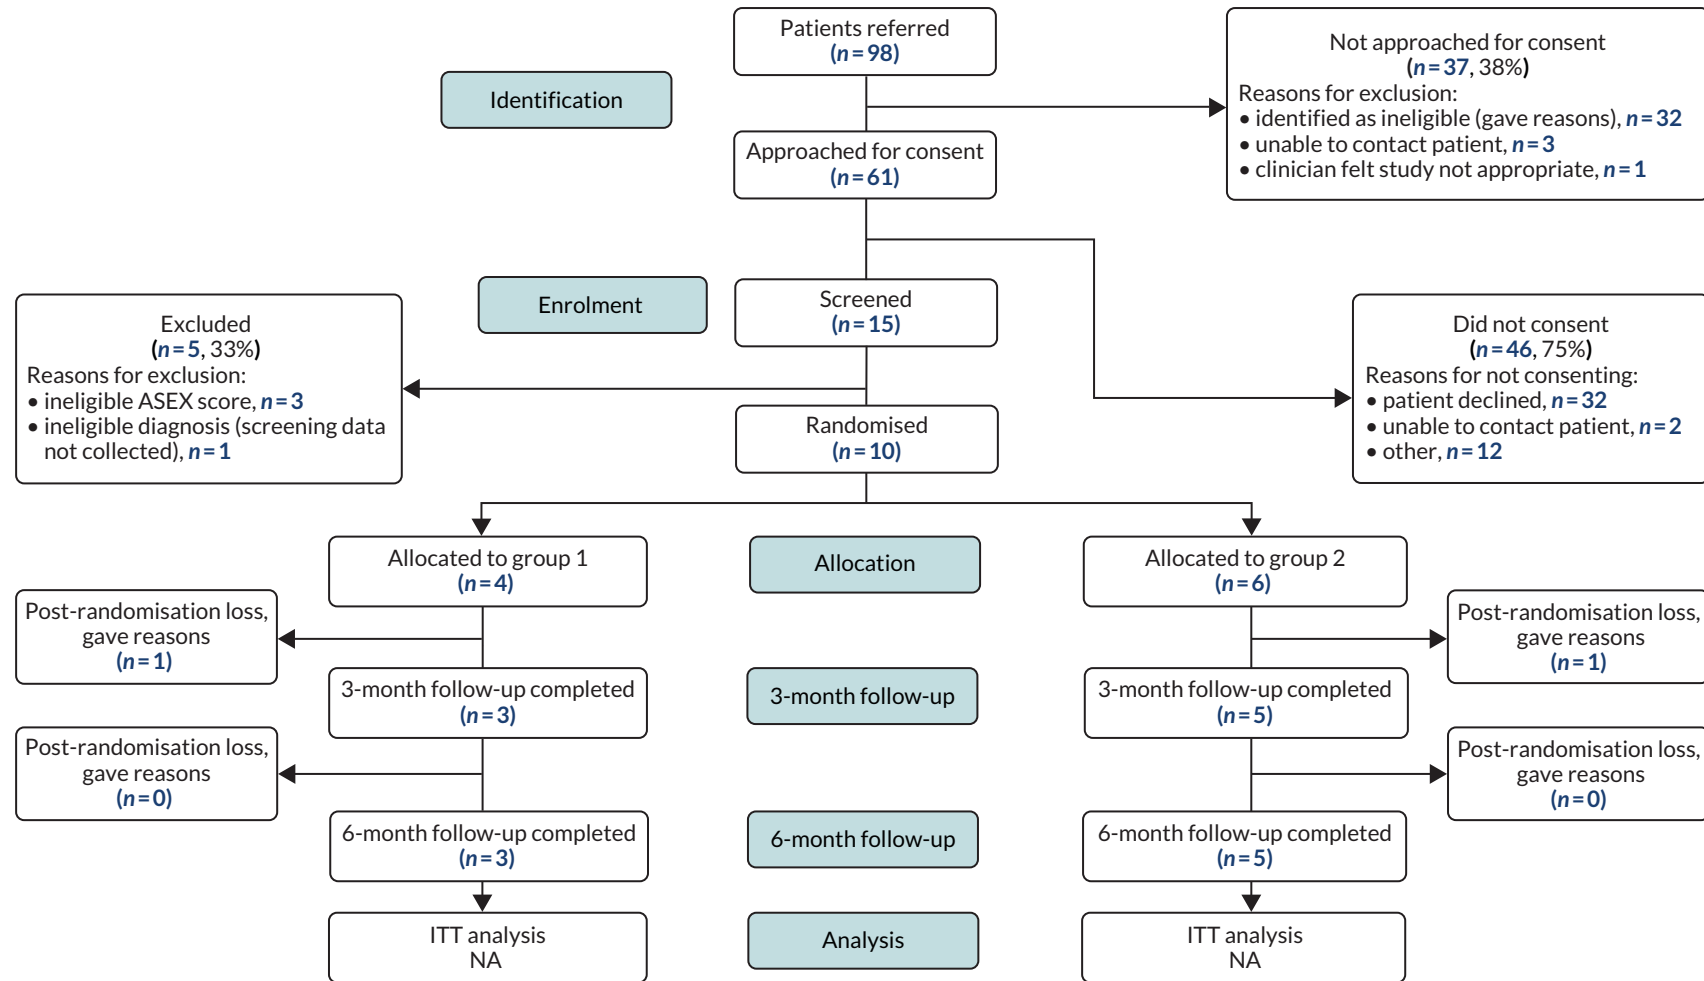 Patients referred
(n=98)
Identification
Not approached for consent
(n=37, 38%)
Reasons for exclusion:
• identified as ineligible (gave reasons), n=32
• unable to contact patient, n=3
• clinician felt study not appropriate, n=1
Approached for consent
(n=61)
Enrolment
Screened
(n=15)
Excluded
(n=5, 33%)
Reasons for exclusion:
• ineligible ASEX score, n=3
• ineligible diagnosis (screening data
not collected), n=1
Did not consent
(n=46, 75%)
Reasons for not consenting:
• patient declined, n=32
• unable to contact patient, n=2
• other, n=12
Randomised
(n=10)
Allocated to group 1
(n=4)
Allocation
Allocated to group 2
(n=6)
Post-randomisation loss,
gave reasons
(n=1)
Post-randomisation loss,
gave reasons
(n=1)
3-month follow-up completed
(n=3)
3-month follow-up
3-month follow-up completed
(n=5)
Post-randomisation loss,
gave reasons
(n=0)
Post-randomisation loss,
gave reasons
(n=0)
6-month follow-up completed
(n=3)
6-month follow-up
6-month follow-up completed
(n=5)
ITT analysis
NA
Analysis
ITT analysis
NA